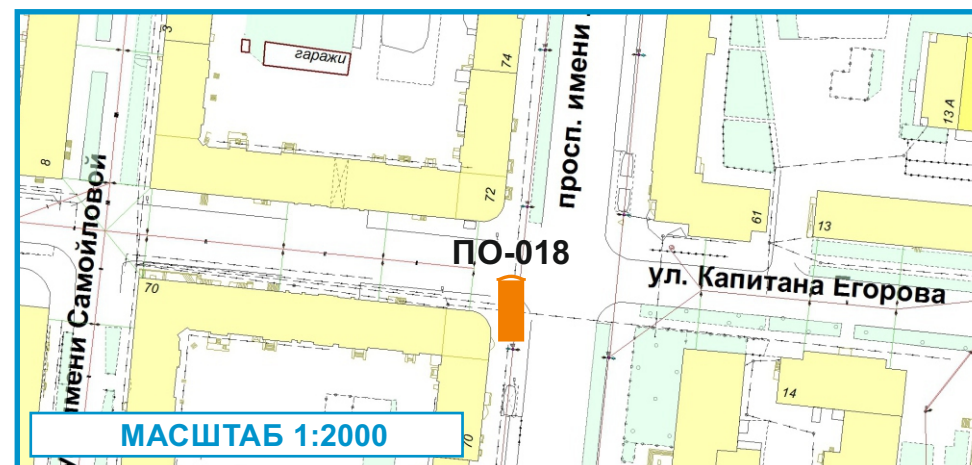 гаражи
3
74
просп. имени
13 А
8
72
61
13
имени Самойловой
ПО-018
ул. Капитана Егорова
70
14
МАСШТАБ 1:2000
70